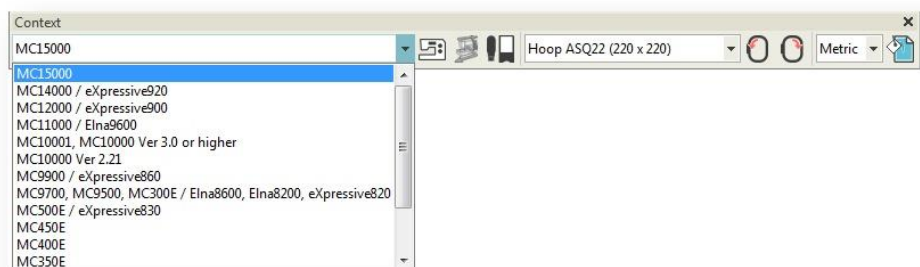 Context
MC15000 Hoop ASQ22 (220 x 220) Metric
MC15000
MC14000 / eXpressive920
MC12000 / eXpressive900
MC11000 / Elna9600
MC10001, MC10000 Ver 3.0 or higher
MC10000 Ver 2.21
MC9900 / eXpressive860
MC9700, MC9500, MC300E / Elna8600, Elna8200, eXpressive820
MC500E / eXpressive830
MC450E
MC400E
MC350E